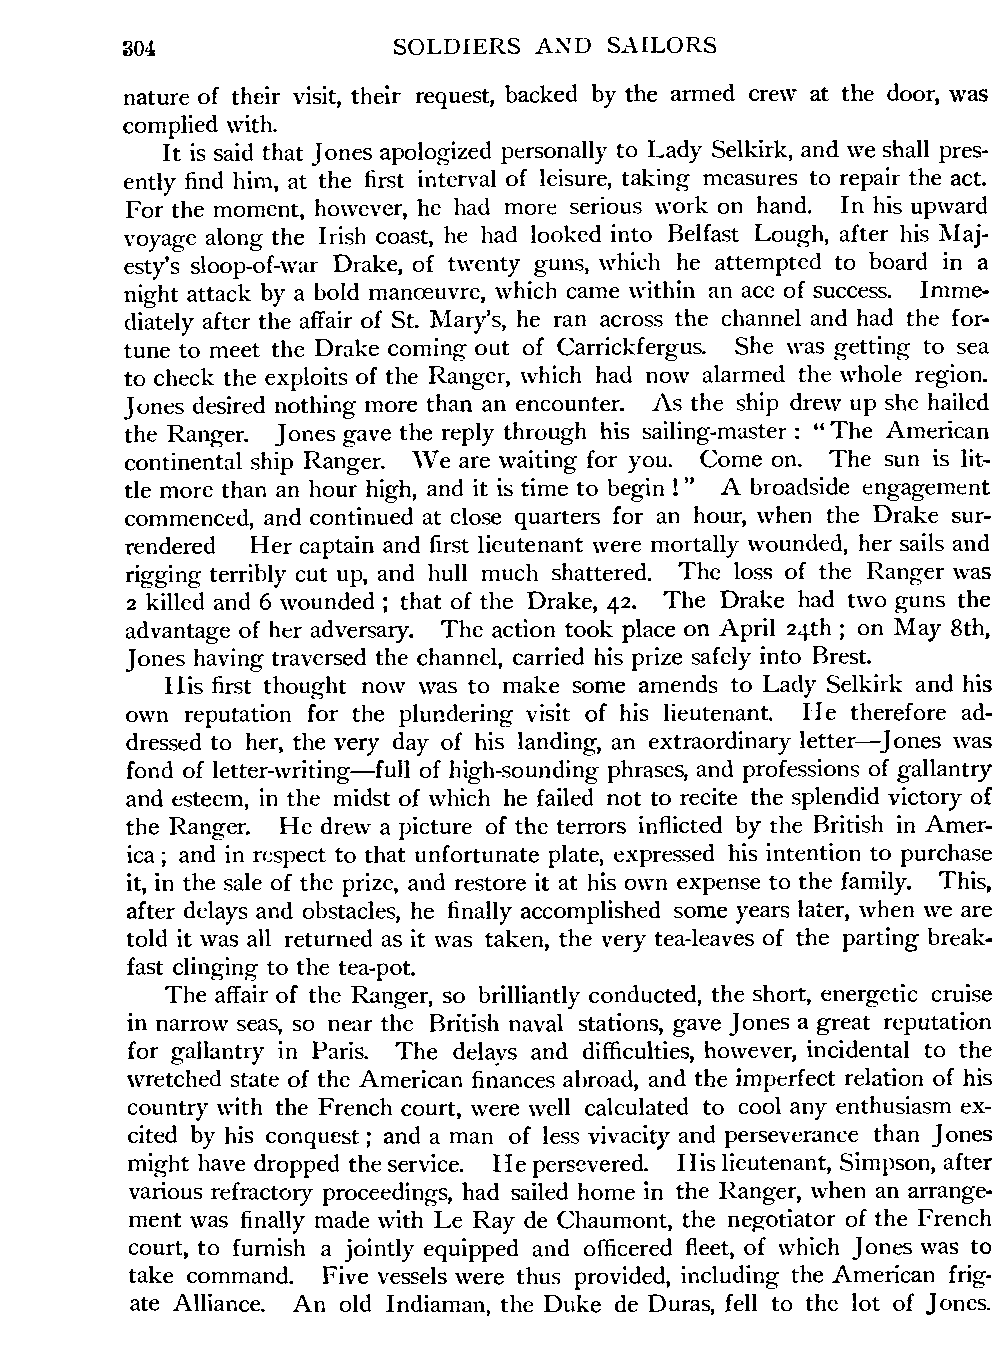 304 SOLDIERS AND SAILORS
nature of their visit, their request, backed by the armed crew at the door, was
complied with.
It is said that Jones apologized personally to Lady Selkirk, and we shall pres-
ently find him, at the first interval of leisure, taking measures to repair the act.
For the moment, however, he had more serious work on hand. In his upward
voyage along the Irish coast, he had looked into Belfast Lough, after his Maj-
esty's sloop-of-war Drake, of twenty guns, which he attempted to board in a
night attack by a bold manœuvre, which came within an ace of success. Imme-
diately after the affair of St. Mary's, he ran across the channel and had the for-
tune to meet the Drake coming out of Carrickfergus. She was getting to sea
to check the exploits of the Ranger, which had now alarmed the whole region.
Jones desired nothing more than an encounter. As the ship drew up she hailed
the Ranger. Jones gave the reply through his sailing-master : "The American
continental ship Ranger. We are waiting for you. Come on. The sun is lit-
tle more than an hour high, and it is time to begin !" A broadside engagement
commenced, and continued at close quarters for an hour, when the Drake sur-
rendered Her captain and first lieutenant were mortally wounded, her sails and
rigging terribly cut up, and hull much shattered. The loss of the Ranger was
2 killed and 6 wounded ; that of the Drake, 42. The Drake had two guns the
advantage of her adversary. The action took place on April 24th ; on May 8th,
Jones having traversed the channel, carried his prize safely into Brest.
His first thought now was to make some amends to Lady Selkirk and his
own reputation for the plundering visit of his lieutenant. He therefore ad-
dressed to her, the very day of his landing, an extraordinary letter—Jones was
fond of letter-writing—full of high-sounding phrases, and professions of gallantry
and esteem, in the midst of which he failed not to recite the splendid victory of
the Ranger. He drew a picture of the terrors inflicted by the British in Amer-
ica ; and in respect to that unfortunate plate, expressed his intention to purchase
it, in the sale of the prize, and restore it at his own expense to the family. This,
after delays and obstacles, he finally accomplished some years later, when we are
told it was all returned as it was taken, the very tea-leaves of the parting break-
fast clinging to the tea-pot.
The affair of the Ranger, so brilliantly conducted, the short, energetic cruise
in narrow seas, so near the British naval stations, gave Jones a great reputation
for gallantry in Paris. The delays and difficulties, however, incidental to the
wretched state of the American finances abroad, and the imperfect relation of his
country with the French court, were well calculated to cool any enthusiasm ex-
cited by his conquest ; and a man of less vivacity and perseverance than Jones
might have dropped the service. He persevered. His lieutenant, Simpson, after
various refractory proceedings, had sailed home in the Ranger, when an arrange-
ment was finally made with Le Ray de Chaumont, the negotiator of the French
court, to furnish a jointly equipped and officered fleet, of which Jones was to
take command. Five vessels were thus provided, including the American frig-
ate Alliance. An old Indiaman, the Duke de Duras, fell to the lot of Jones.